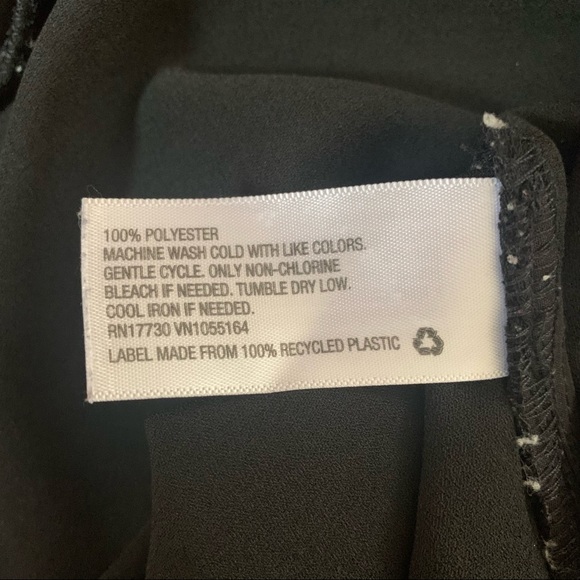 100% POLYESTER
MACHINE WASH COLD WITH LIKE COLORS.
GENTLE CYCLE. ONLY NON-CHLORINE
BLEACH IF NEEDED. TUMBLE DRY LOW.
COOL IRON IF NEEDED.
RN17730 VN1055164
LABEL MADE FROM 100% RECYCLED PLASTIC